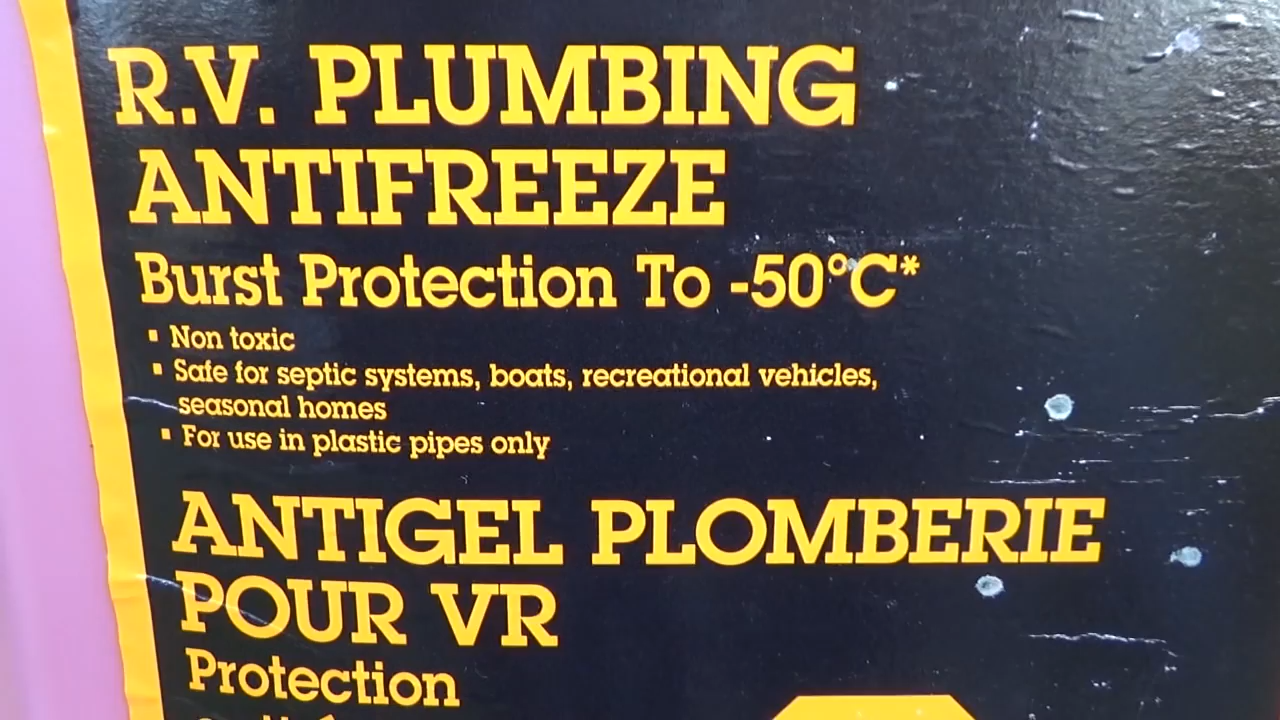 R.V. PLUMBING
ANTIFREEZE
Burst Protection To -50°C*
▪ Non toxic
▪ Safe for septic systems, boats, recreational vehicles,
seasonal homes
▪ For use in plastic pipes only
ANTIGEL PLOMBERIE
POUR VR
Protection